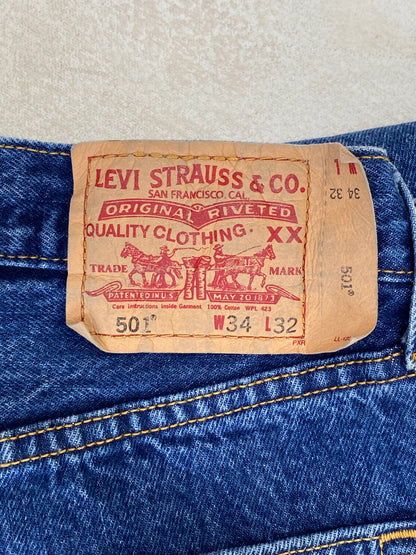 LEVI STRAUSS & CO.
SAN FRANCISCO, CAL.
ORIGINAL RIVETED
QUALITY CLOTHING. XX
TRADE MARK
PATENTED IN U.S. MAY 20 1873
Care Instructions inside Garment 100% Cotton WPL 423
501® W34 L32
PXR
L W
34 32
501®